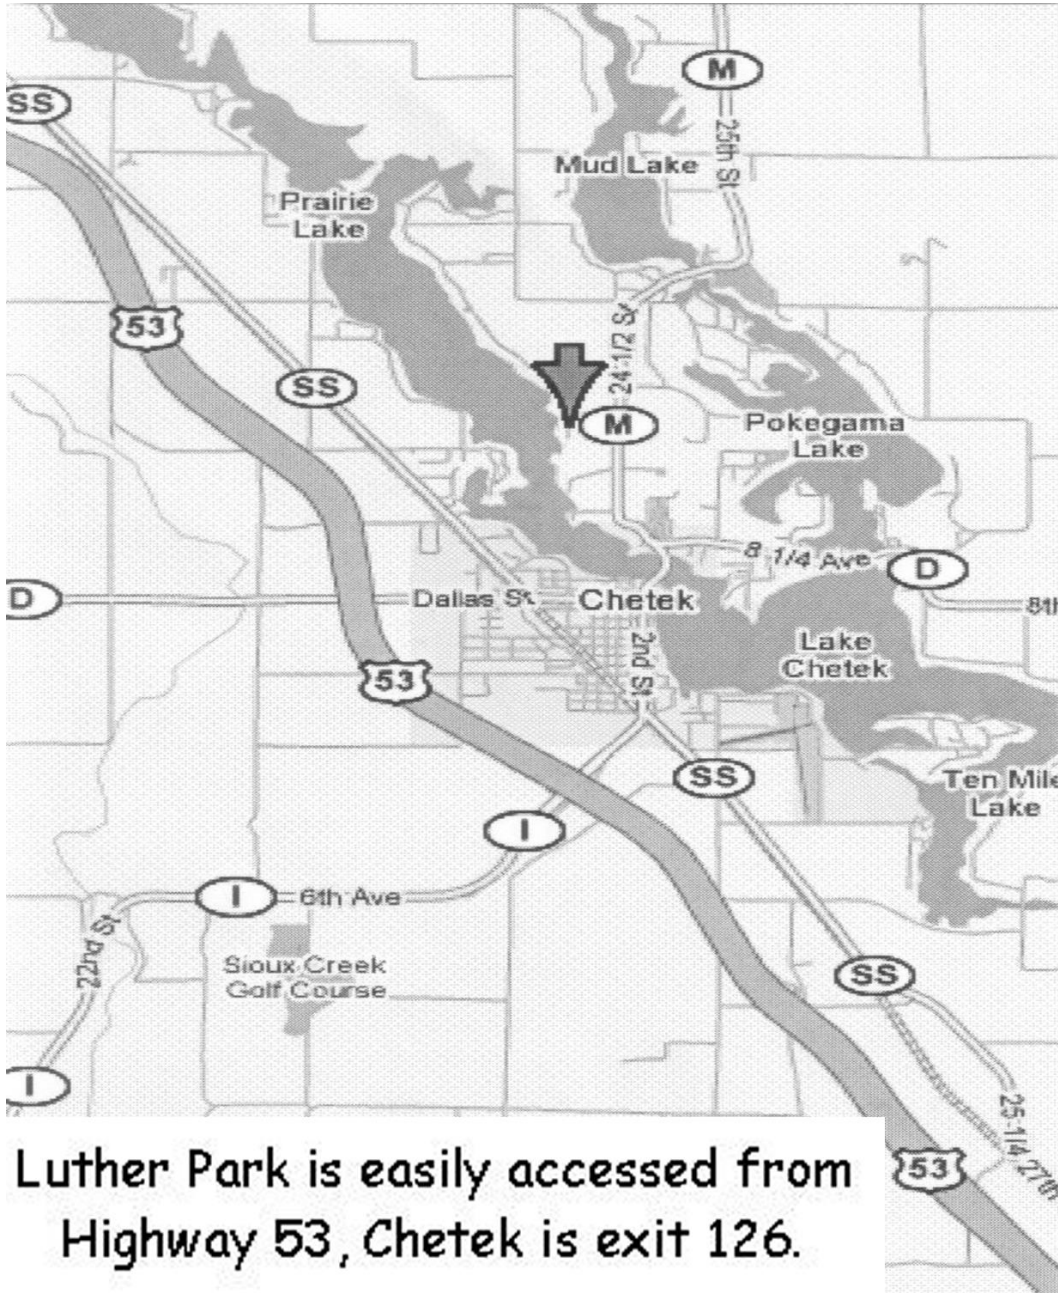 M
SS
25th St
Mud Lake
Prairie
Lake
53
24 1/2 St
SS
M
Pokegama
Lake
8 1/4 Ave
D
D
Dallas St
Chetek
8th
2nd St
Lake
Chetek
53
SS
Ten Mile
Lake
I
I
6th Ave
22nd St
Sioux Creek
Golf Course
SS
I
25 1/4
27th
53
Luther Park is easily accessed from
Highway 53, Chetek is exit 126.